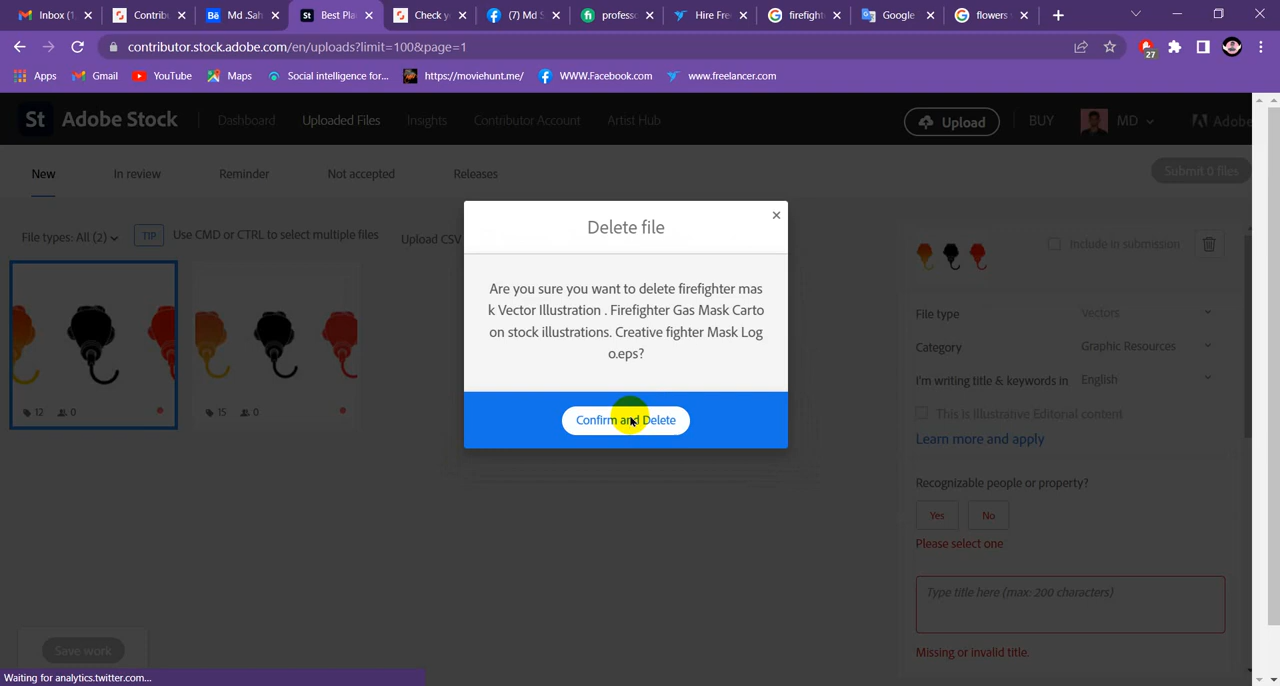 Inbox (1,
Contrib
Md .Sah
Best Pla
Check y
(7) Md S
profess
Hire Fre
firefight
Google
flowers
contributor.stock.adobe.com/en/uploads?limit=100&page=1
27
Apps
Gmail
YouTube
Maps
Social intelligence for...
https://moviehunt.me/
WWW.Facebook.com
www.freelancer.com
St Adobe Stock
Dashboard
Uploaded Files
Insights
Contributor Account
Artist Hub
Upload
BUY
MD
Adobe
New
In review
Reminder
Not accepted
Releases
Submit 0 files
File types: All (2)
TIP
Use CMD or CTRL to select multiple files
Upload CSV
12
0
15
0
Delete file
Are you sure you want to delete firefighter mas
k Vector Illustration . Firefighter Gas Mask Carto
on stock illustrations. Creative fighter Mask Log
o.eps?
Confirm and Delete
Include in submission
File type
Vectors
Category
Graphic Resources
I'm writing title & keywords in
English
This is Illustrative Editorial content
Learn more and apply
Recognizable people or property?
Yes
No
Please select one
Type title here (max: 200 characters)
Missing or invalid title.
Save work
Waiting for analytics.twitter.com...